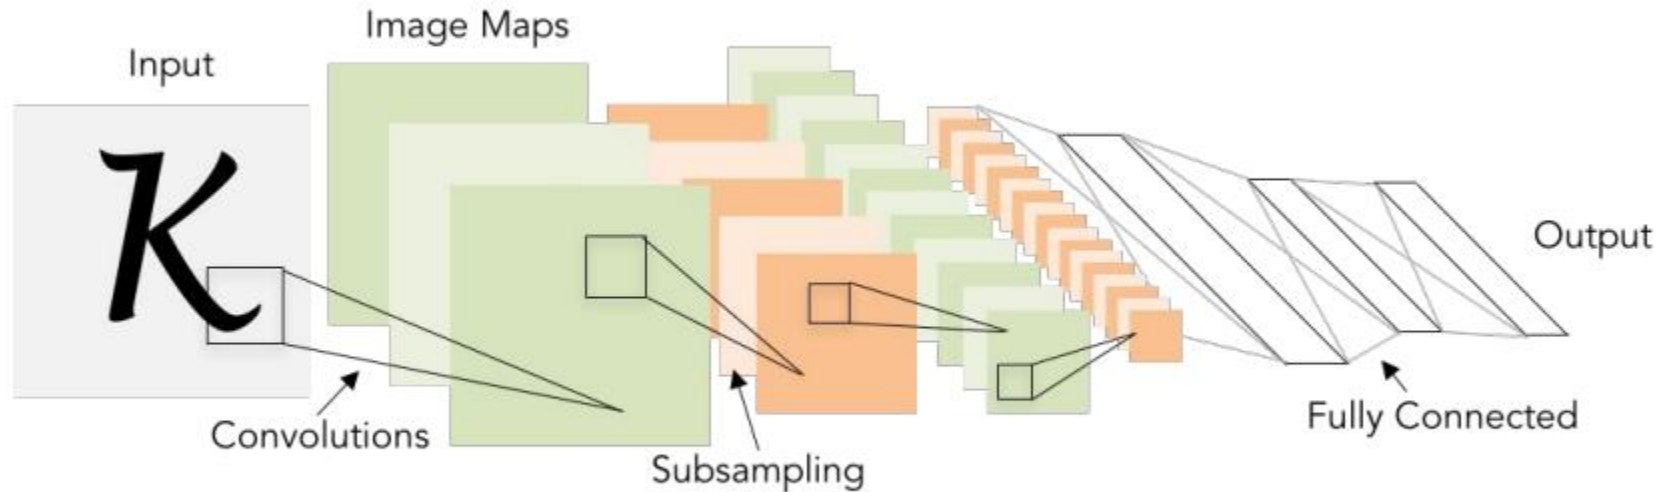 Image Maps
Input
K
Output
Fully Connected
Convolutions
Subsampling